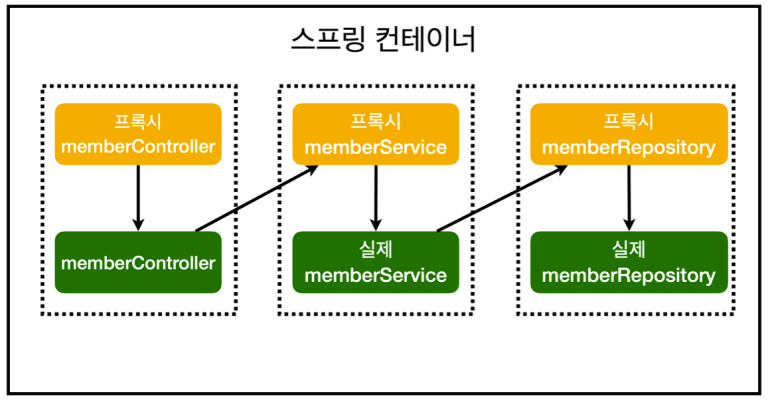 스프링 컨테이너
프록시
memberController
프록시
memberService
프록시
memberRepository
memberController
실제
memberService
실제
memberRepository